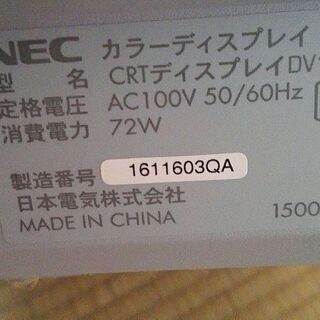 NEC カラーディスプレイ
型 名 CRTディスプレイDV
定格電圧 AC100V 50/60Hz
消費電力 72W
製造番号 1611603QA
日本電気株式会社
MADE IN CHINA 1500